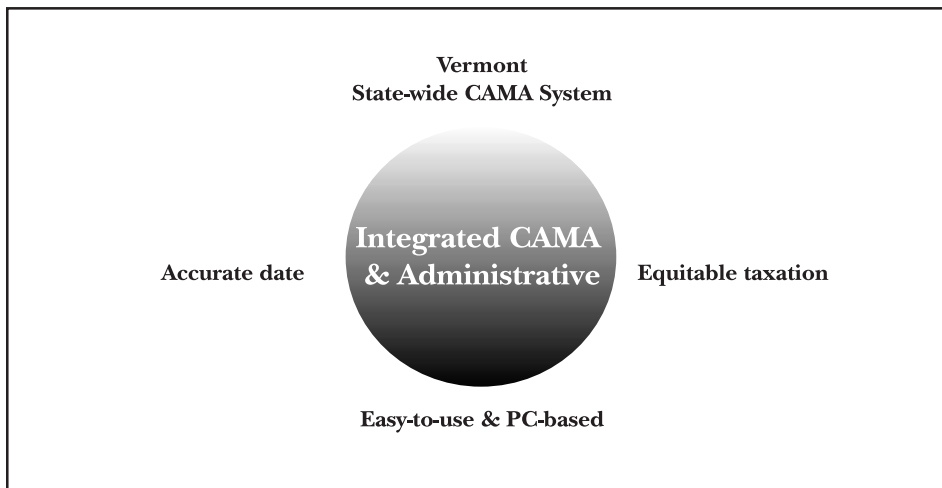 Vermont
State-wide CAMA System
Integrated CAMA
& Administrative
Accurate date
Equitable taxation
Easy-to-use & PC-based